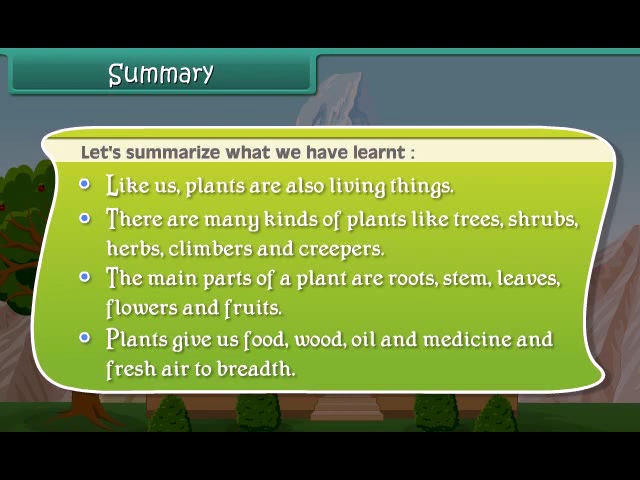 Summary
Let's summarize what we have learnt :
Like us, plants are also living things.
There are many kinds of plants like trees, shrubs,
herbs, climbers and creepers.
The main parts of a plant are roots, stem, leaves,
flowers and fruits.
Plants give us food, wood, oil and medicine and
fresh air to breadth.